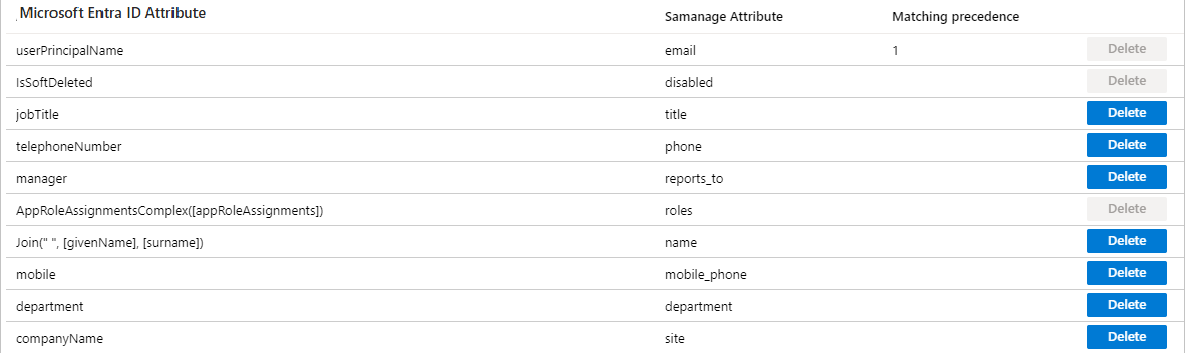 Microsoft Entra ID Attribute Samanage Attribute Matching precedence
userPrincipalName email 1 Delete
IsSoftDeleted disabled Delete
jobTitle title Delete
telephoneNumber phone Delete
manager reports_to Delete
AppRoleAssignmentsComplex([appRoleAssignments]) roles Delete
Join(" ", [givenName], [surname]) name Delete
mobile mobile_phone Delete
department department Delete
companyName site Delete